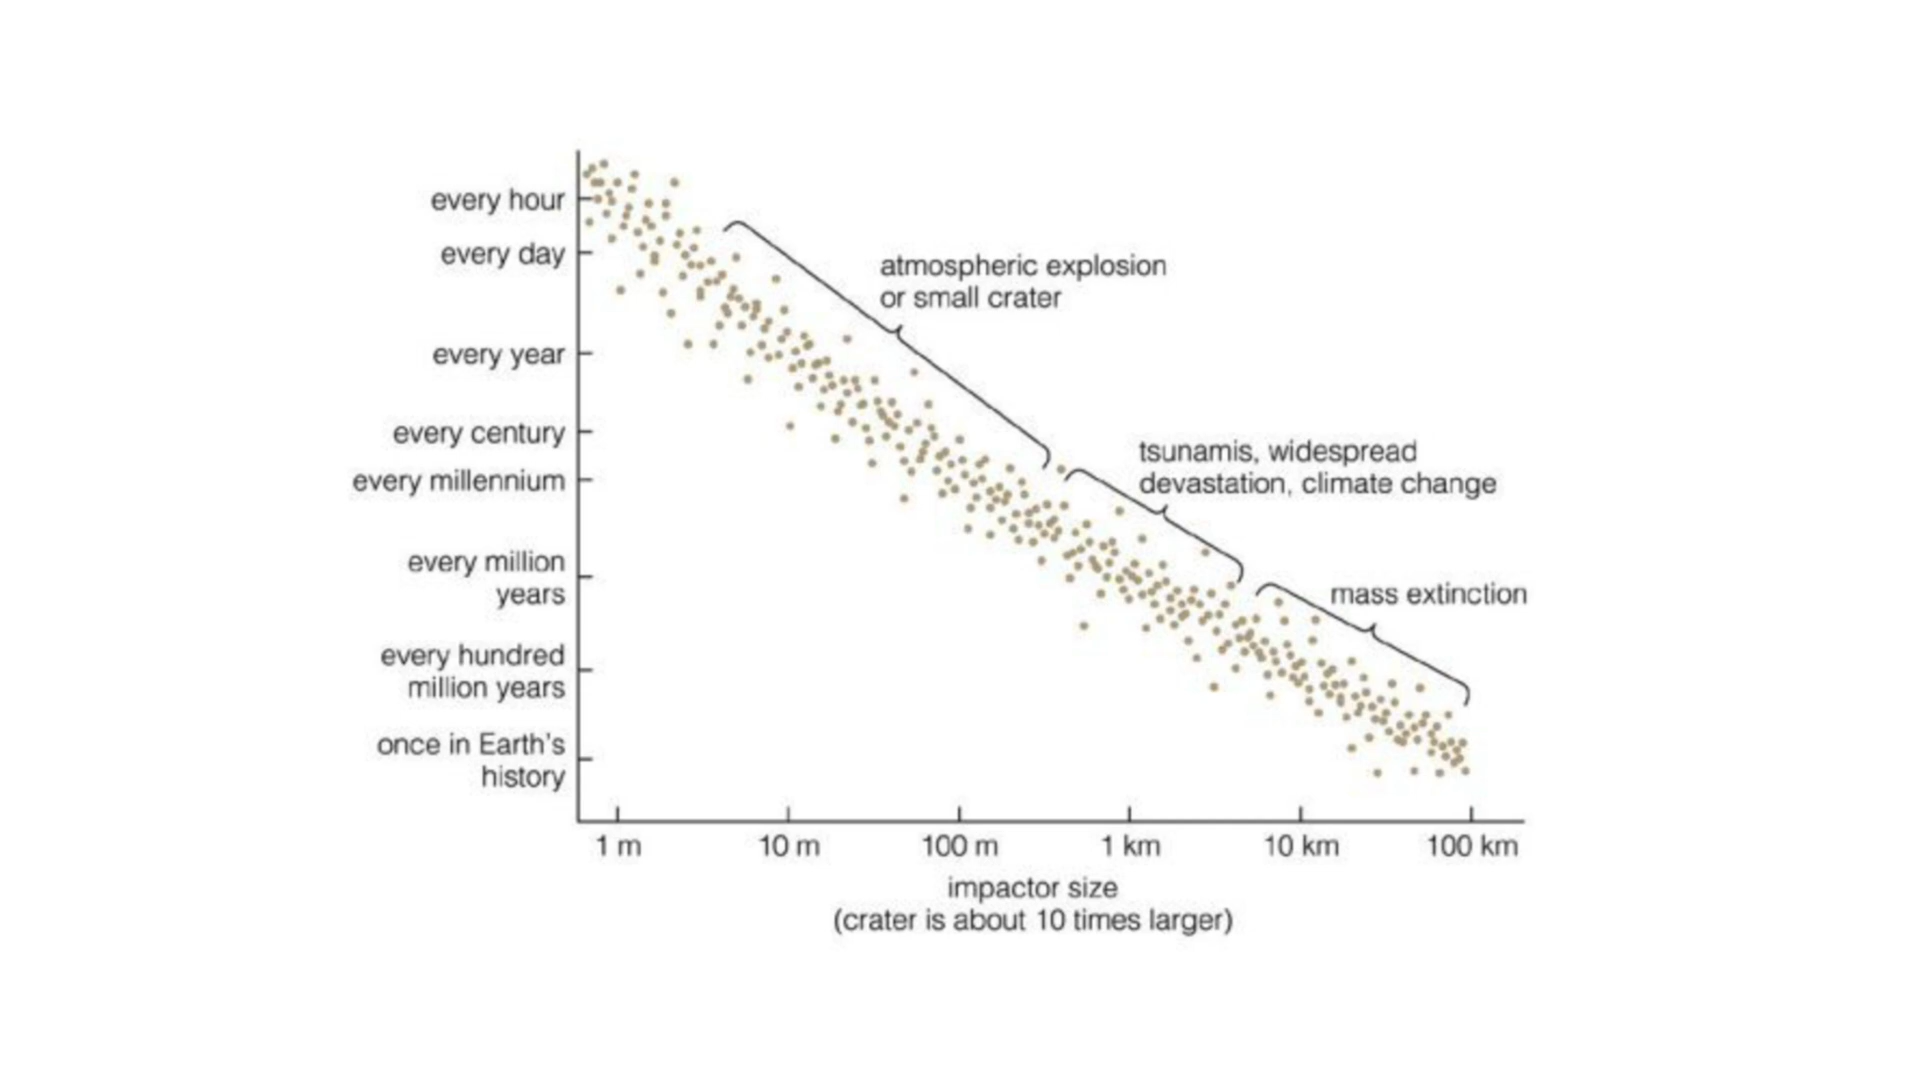 every hour
every day
every year
every century
every millennium
every million
years
every hundred
million years
once in Earth's
history
atmospheric explosion
or small crater
tsunamis, widespread
devastation, climate change
mass extinction
1 m
10 m
100 m
1 km
10 km
100 km
impactor size
(crater is about 10 times larger)